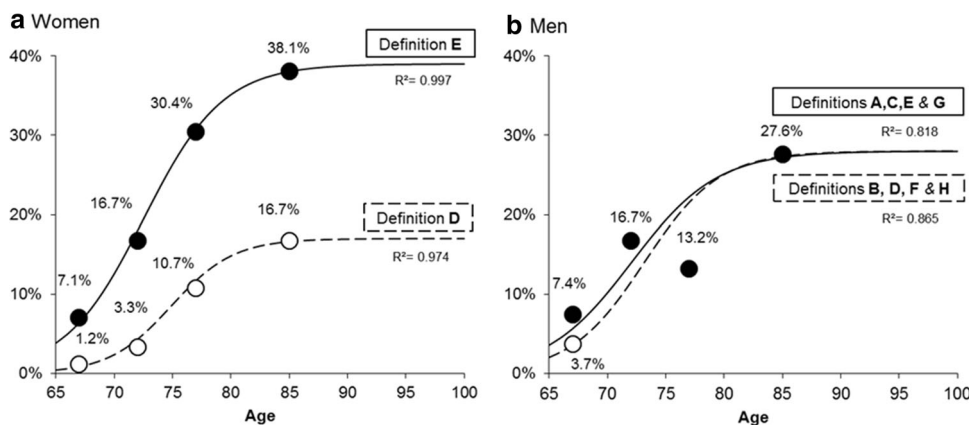 a Women
40%
30%
20%
10%
0%
38.1%
30.4%
16.7%
7.1%
1.2%
3.3%
10.7%
16.7%
Definition E
R²= 0.997
Definition D
R²= 0.974
65 70 75 80 85 90 95 100
Age
b Men
40%
30%
20%
10%
0%
27.6%
16.7%
13.2%
7.4%
3.7%
Definitions A,C,E & G
R²= 0.818
Definitions B, D, F & H
R²= 0.865
65 70 75 80 85 90 95 100
Age